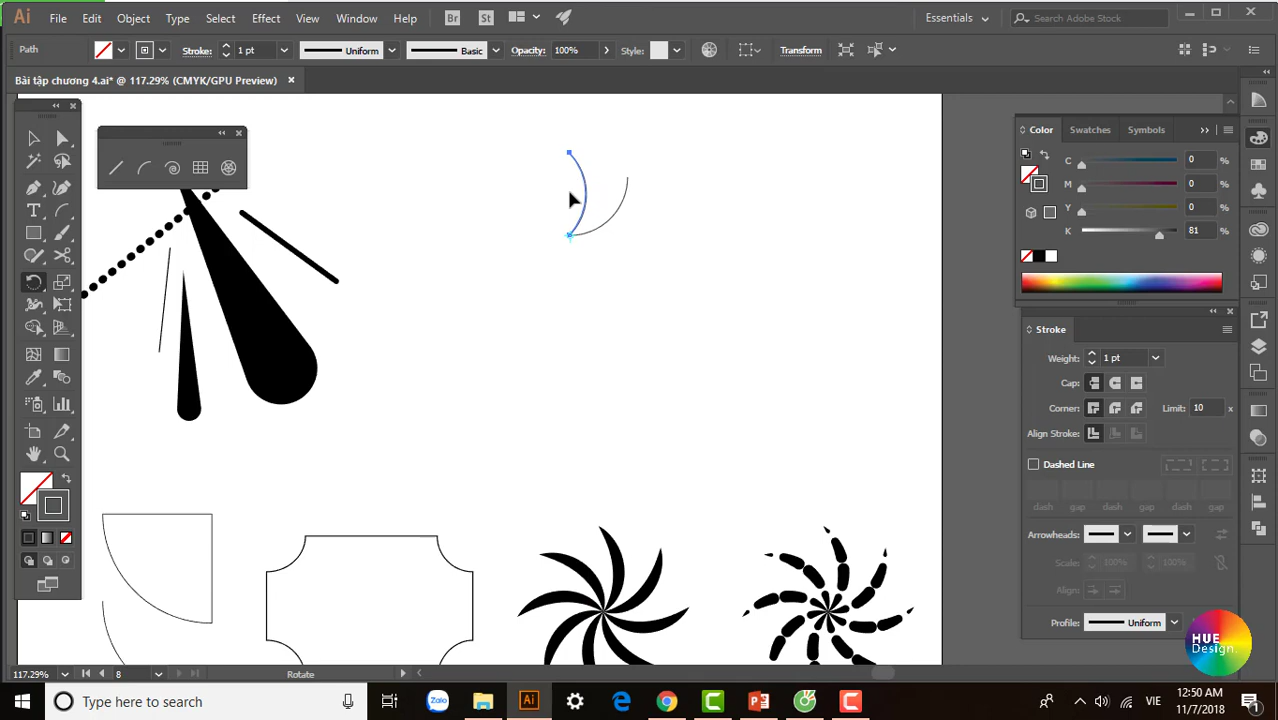 Ai File Edit Object Type Select Effect View Window Help Br St Essentials Search Adobe Stock
Path Stroke: 1 pt Uniform Basic Opacity: 100% Style: Transform
Bài tập chương 4.ai* @ 117.29% (CMYK/GPU Preview)
Color Swatches Symbols
C 0 %
M 0 %
Y 0 %
K 81 %
Stroke
Weight: 1 pt
Cap:
Corner: Limit: 10 x
Align Stroke:
Dashed Line
dash gap dash gap dash gap
Arrowheads:
Scale: 100% 100%
Align:
Profile: Uniform
HUE
Design.
117.29% 8 Rotate
Type here to search Zalo Ai VIE 12:50 AM
11/7/2018 1